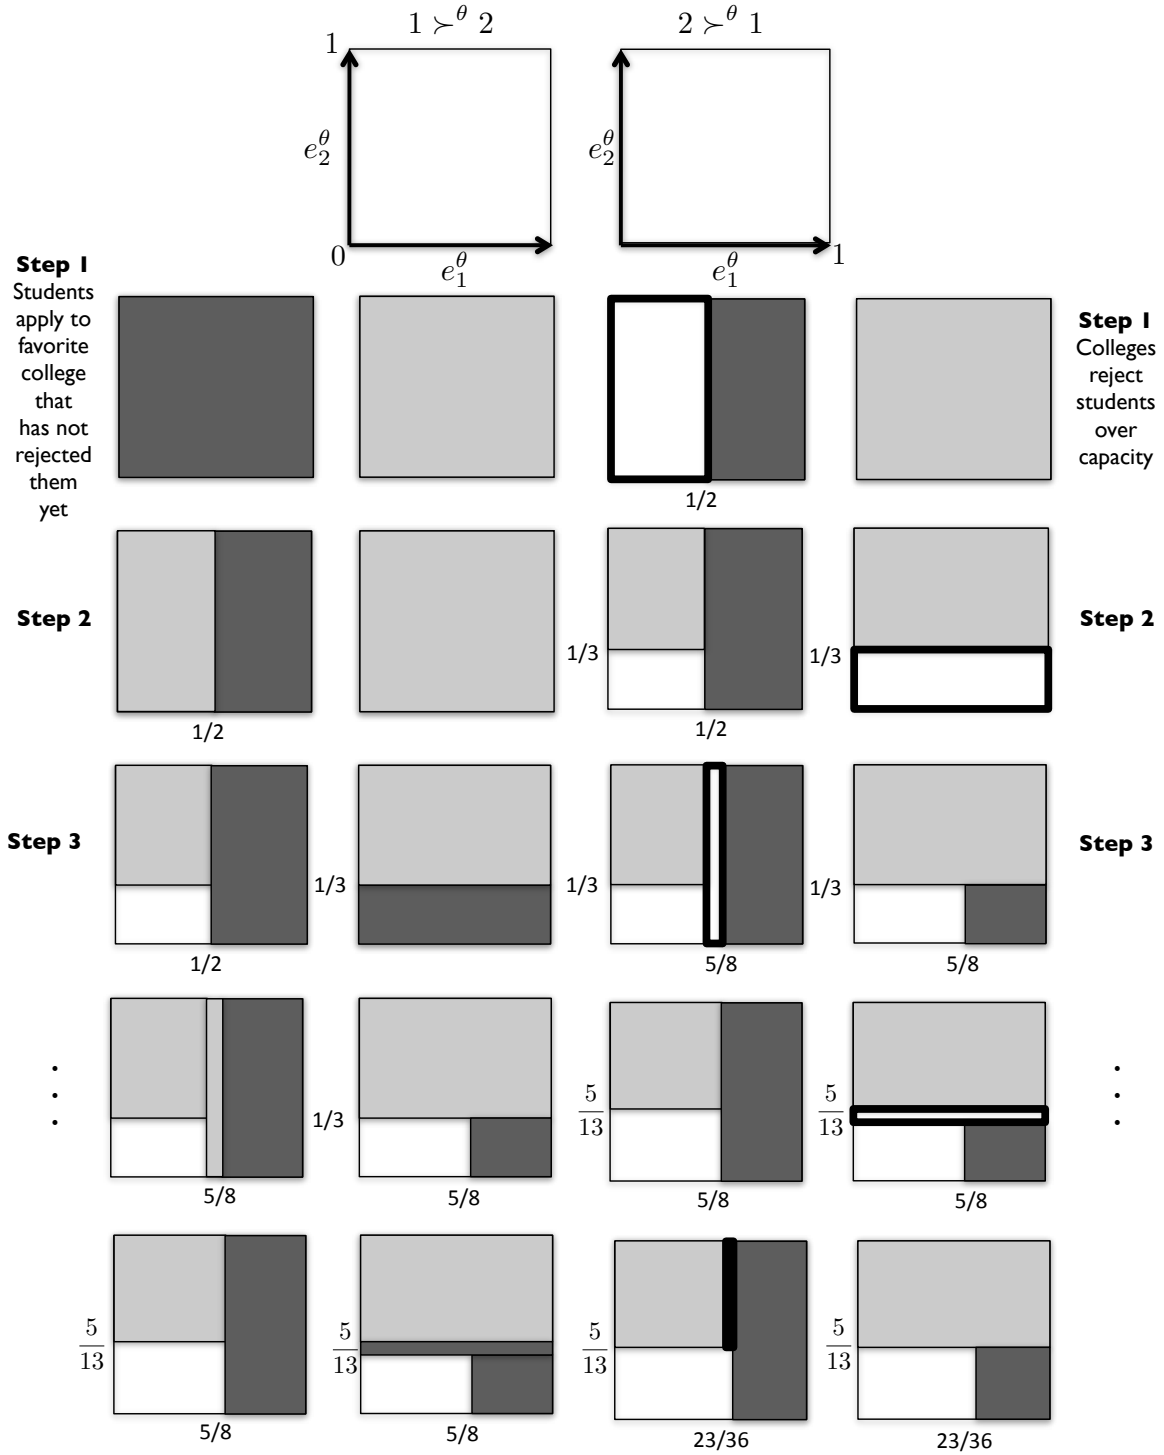 1 ≻^θ 2
2 ≻^θ 1
1
e_2^θ
e_2^θ
0
e_1^θ
e_1^θ
1
Step 1
Students
apply to
favorite
college
that
has not
rejected
them
yet
Step 1
Colleges
reject
students
over
capacity
1/2
Step 2
1/3
1/3
Step 2
1/2
1/2
Step 3
1/3
1/3
1/3
Step 3
1/2
5/8
5/8
.
.
.
1/3
5/13
5/13
.
.
.
5/8
5/8
5/8
5/8
5/13
5/13
5/13
5/13
5/8
5/8
23/36
23/36